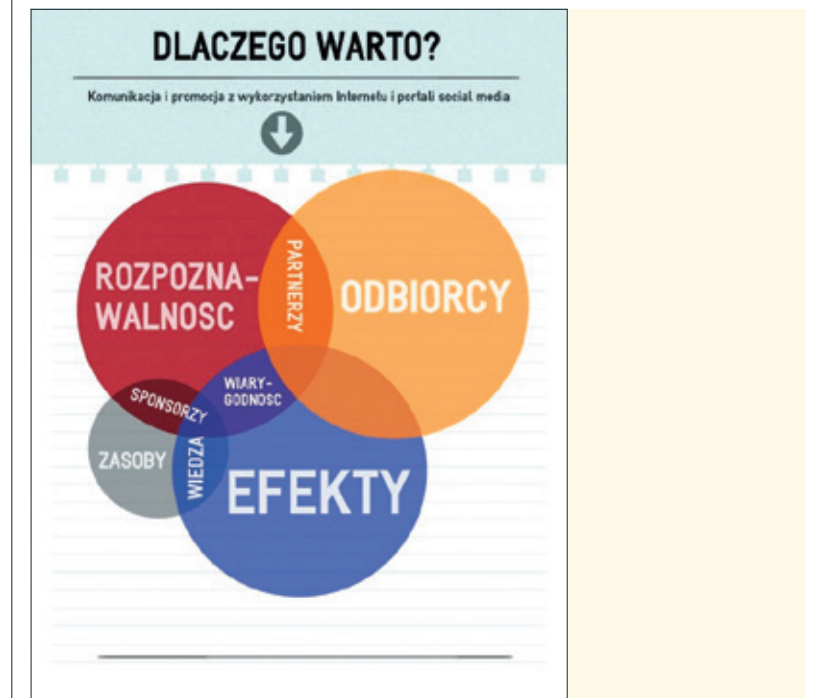 DLACZEGO WARTO?
Komunikacja i promocja z wykorzystaniem Internetu i portali social media
ROZPOZNA-
WALNOSC
PARTNERZY
ODBIORCY
WIARY-
GODNOSC
SPONSORZY
ZASOBY
WIEDZA
EFEKTY